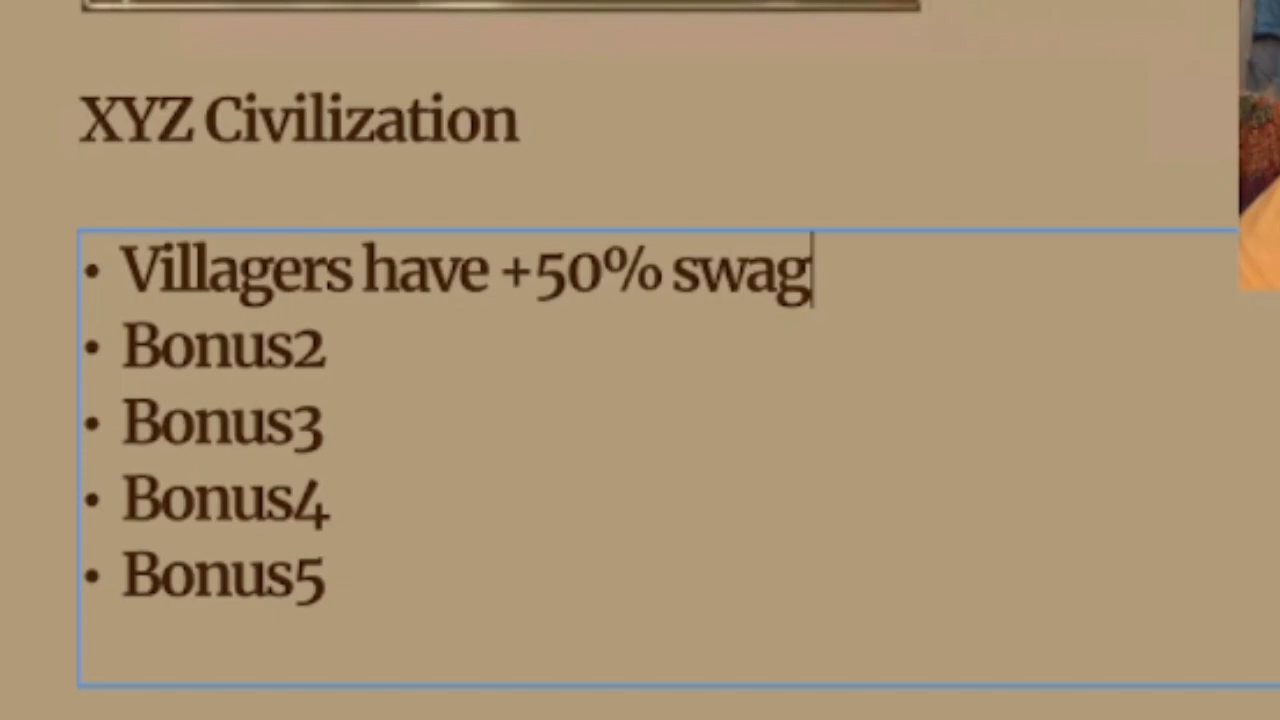 XYZ Civilization
• Villagers have +50% swag
• Bonus2
• Bonus3
• Bonus4
• Bonus5